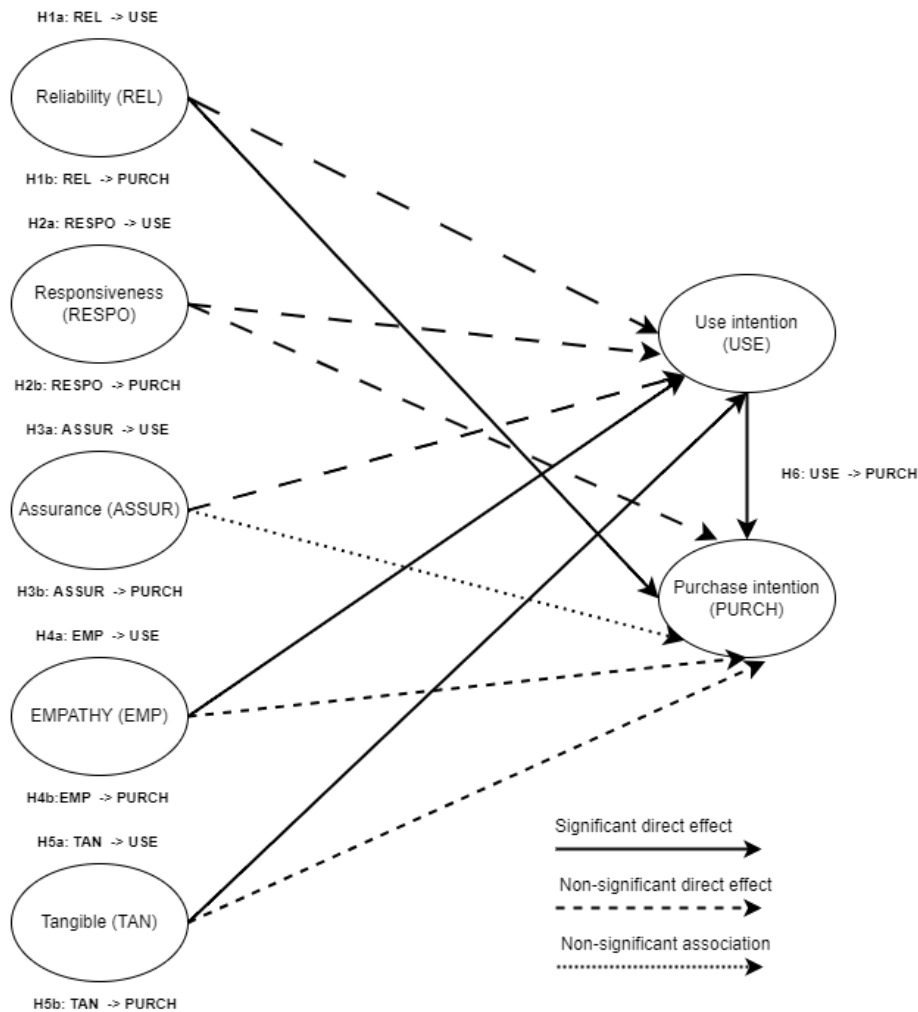 H1a: REL -> USE
Reliability (REL)
H1b: REL -> PURCH
H2a: RESPO -> USE
Responsiveness
(RESPO)
H2b: RESPO -> PURCH
H3a: ASSUR -> USE
Assurance (ASSUR)
H3b: ASSUR -> PURCH
H4a: EMP -> USE
EMPATHY (EMP)
H4b:EMP -> PURCH
H5a: TAN -> USE
Tangible (TAN)
H5b: TAN -> PURCH
Use intention
(USE)
H6: USE -> PURCH
Purchase intention
(PURCH)
Significant direct effect
Non-significant direct effect
Non-significant association